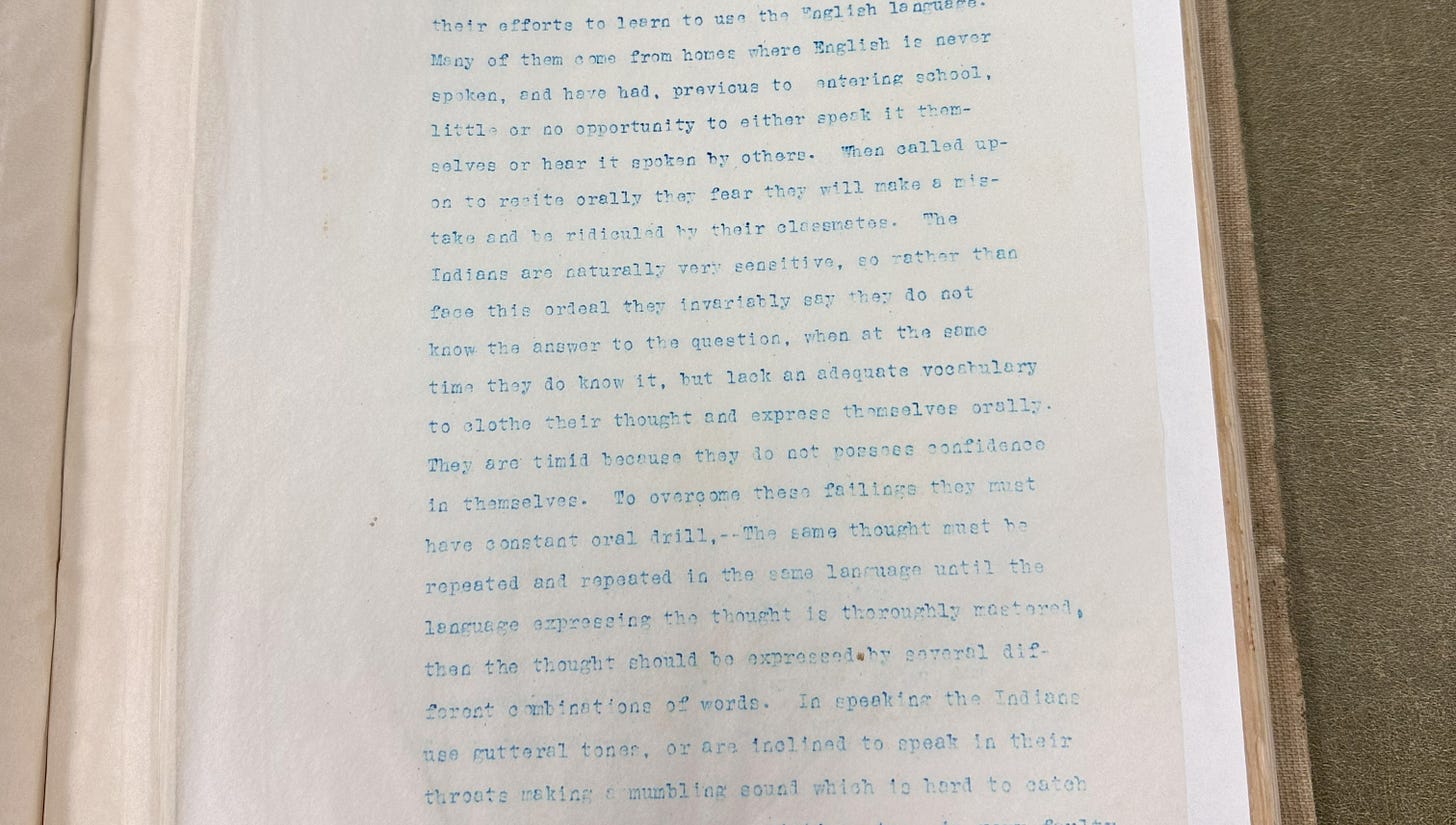 their efforts to learn to use the English language.
Many of them come from homes where English is never
spoken, and have had, previous to entering school,
little or no opportunity to either speak it them-
selves or hear it spoken by others. When called up-
on to recite orally they fear they will make a mis-
take and be ridiculed by their classmates. The
Indians are naturally very sensitive, so rather than
face this ordeal they invariably say they do not
know the answer to the question, when at the same
time they do know it, but lack an adequate vocabulary
to clothe their thought and express themselves orally.
They are timid because they do not possess confidence
in themselves. To overcome these failings they must
have constant oral drill,--The same thought must be
repeated and repeated in the same language until the
language expressing the thought is thoroughly mastered,
then the thought should be expressed by several dif-
ferent combinations of words. In speaking the Indians
use gutteral tones, or are inclined to speak in their
throats making a mumbling sound which is hard to catch
faulty